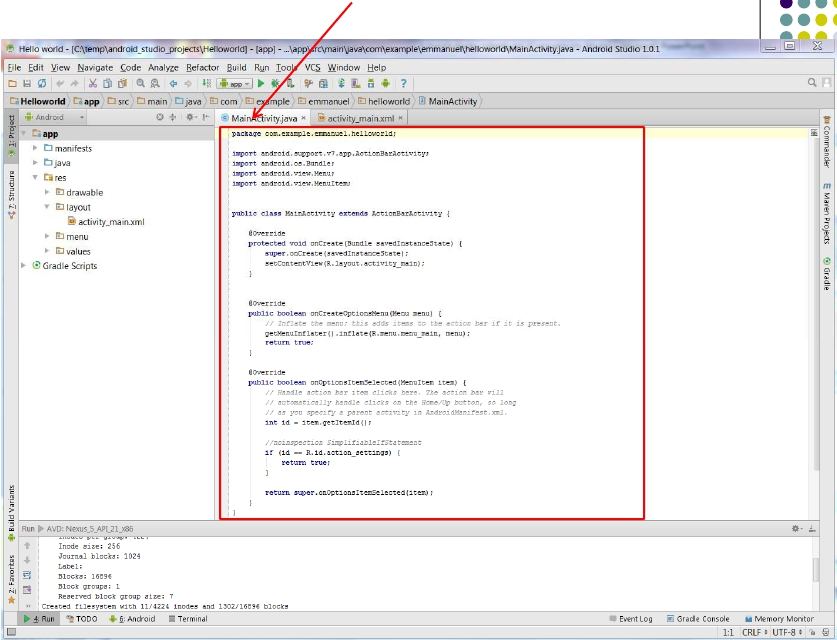 Hello world - [C:\temp\android_studio_projects\Helloworld] - [app] - ...\app\src\main\java\com\example\emmanuel\helloworld\MainActivity.java - Android Studio 1.0.1
File Edit View Navigate Code Analyze Refactor Build Run Tools VCS Window Help
app
Helloworld app src main java com example emmanuel helloworld MainActivity
Android
MainActivity.java activity_main.xml
1: Project
7: Structure
Build Variants
2: Favorites
app
manifests
java
res
drawable
layout
activity_main.xml
menu
values
Gradle Scripts
package com.example.emmanuel.helloworld;
import android.support.v7.app.ActionBarActivity;
import android.os.Bundle;
import android.view.Menu;
import android.view.MenuItem;
public class MainActivity extends ActionBarActivity {
@Override
protected void onCreate(Bundle savedInstanceState) {
super.onCreate(savedInstanceState);
setContentView(R.layout.activity_main);
}
@Override
public boolean onCreateOptionsMenu(Menu menu) {
// Inflate the menu; this adds items to the action bar if it is present.
getMenuInflater().inflate(R.menu.menu_main, menu);
return true;
}
@Override
public boolean onOptionsItemSelected(MenuItem item) {
// Handle action bar item clicks here. The action bar will
// automatically handle clicks on the Home/Up button, so long
// as you specify a parent activity in AndroidManifest.xml.
int id = item.getItemId();
//noinspection SimplifiableIfStatement
if (id == R.id.action_settings) {
return true;
}
return super.onOptionsItemSelected(item);
}
}
Commander
Maven Projects
Gradle
Run AVD: Nexus_5_API_21_x86
Inode size: 256
Journal blocks: 1024
Label:
Blocks: 16896
Block groups: 1
Reserved block group size: 7
Created filesystem with 11/4224 inodes and 1302/16896 blocks
4: Run TODO 6: Android Terminal Event Log Gradle Console Memory Monitor
1:1 CRLF UTF-8